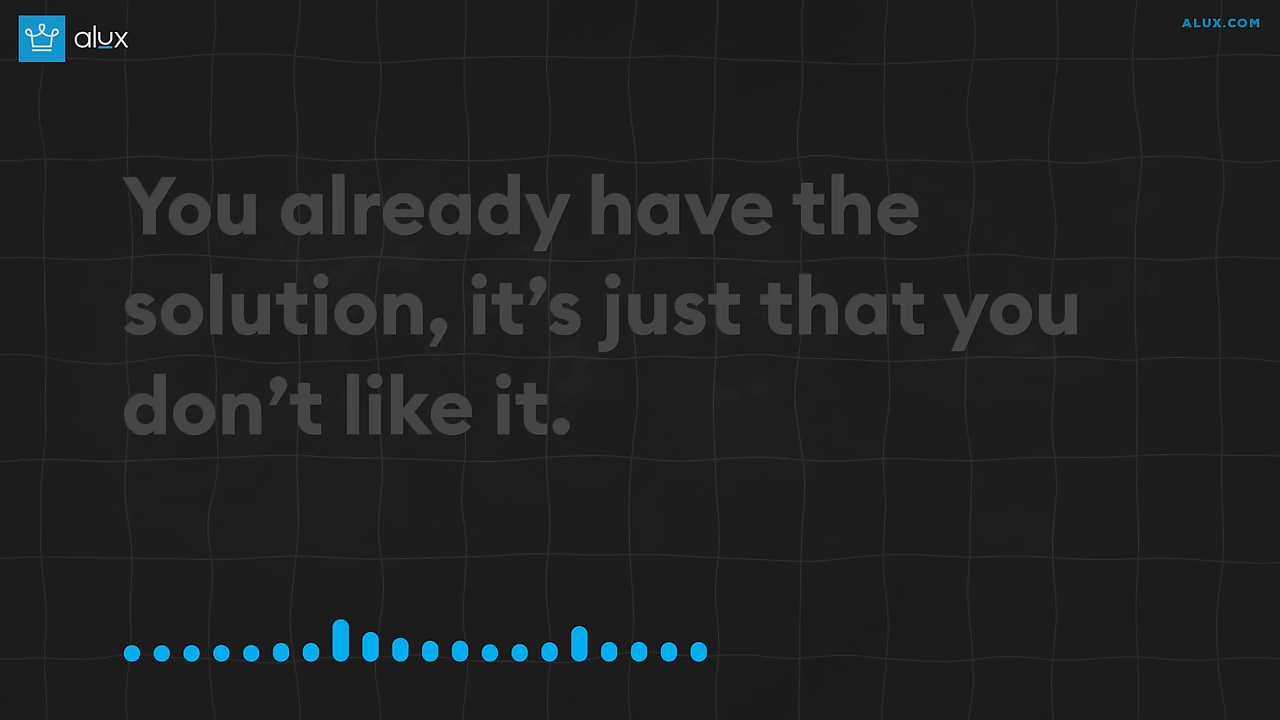 alux
ALUX.COM
You already have the
solution, it’s just that you
don’t like it.